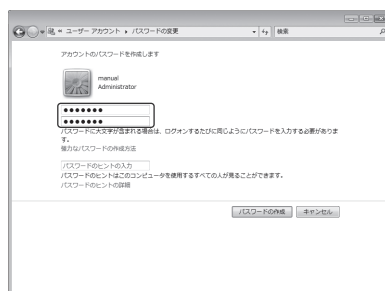 « ユーザー アカウント ▸ パスワードの変更
検索
アカウントのパスワードを作成します
manual
Administrator
●●●●●●●
●●●●●●●
パスワードに大文字が含まれる場合は、ログオンするたびに同じようにパスワードを入力する必要がありま
す。
強力なパスワードの作成方法
パスワードのヒントの入力
パスワードのヒントはこのコンピュータを使用するすべての人が見ることができます。
パスワードのヒントの詳細
パスワードの作成
キャンセル